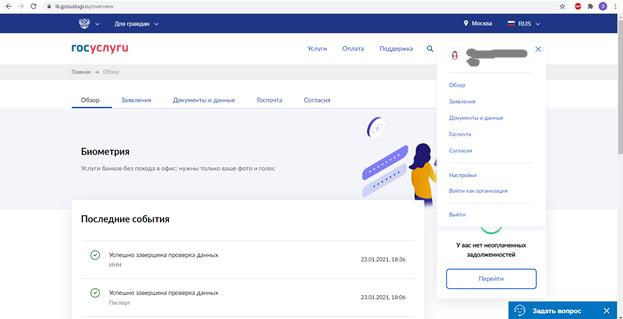 lk.gosuslugi.ru/overview
Для граждан
Москва
RUS
госуслуги
Услуги Оплата Поддержка
Главная → Обзор
Обзор Заявления Документы и данные Госпочта Согласия
Биометрия
Услуги банков без похода в офис: нужны только ваше фото и голос
Последние события
Успешно завершена проверка данных
ИНН
23.01.2021, 18:36
Успешно завершена проверка данных
Паспорт
23.01.2021, 18:06
Обзор
Заявления
Документы и данные
Госпочта
Согласия
Настройки
Войти как организация
Выйти
У вас нет неоплаченных
задолженностей
Перейти
Задать вопрос